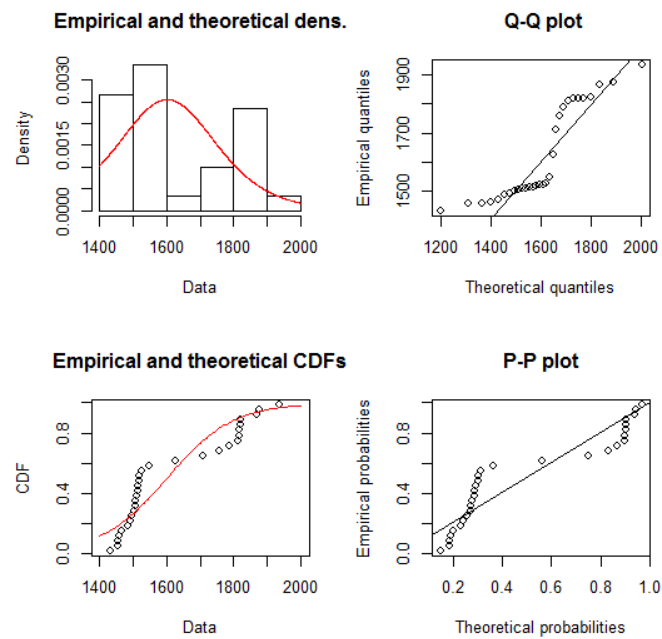 Empirical and theoretical dens.
Density
0.0000 0.0015 0.0030
1400 1600 1800 2000
Data
Q-Q plot
Empirical quantiles
1500 1700 1900
1200 1400 1600 1800 2000
Theoretical quantiles
Empirical and theoretical CDFs
CDF
0.0 0.4 0.8
1400 1600 1800 2000
Data
P-P plot
Empirical probabilities
0.0 0.4 0.8
0.2 0.4 0.6 0.8 1.0
Theoretical probabilities